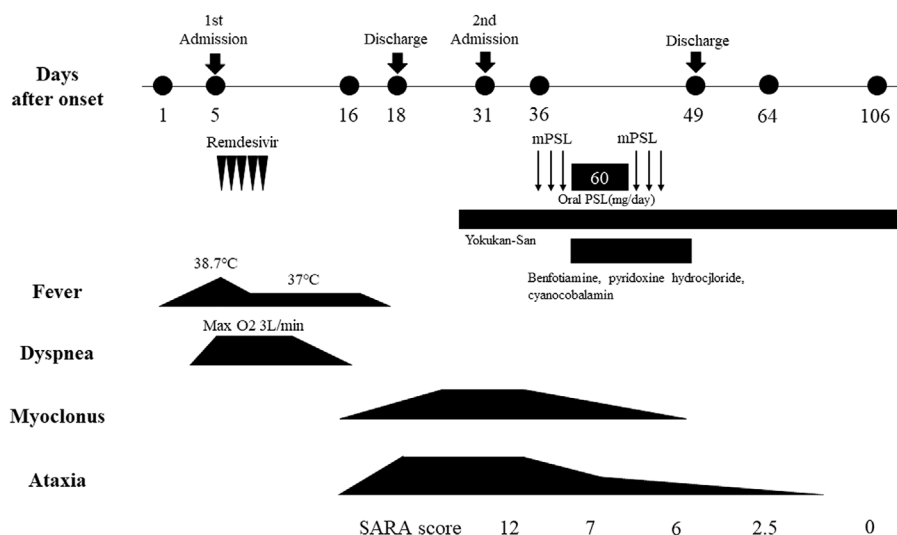 1st
Admission
Discharge
2nd
Admission
Discharge
Days
after onset
1 5 16 18 31 36 49 64 106
Remdesivir
mPSL
mPSL
60
Oral PSL(mg/day)
Yokukan-San
Benfotiamine, pyridoxine hydrocjloride,
cyanocobalamin
38.7℃
37℃
Fever
Max O2 3L/min
Dyspnea
Myoclonus
Ataxia
SARA score 12 7 6 2.5 0